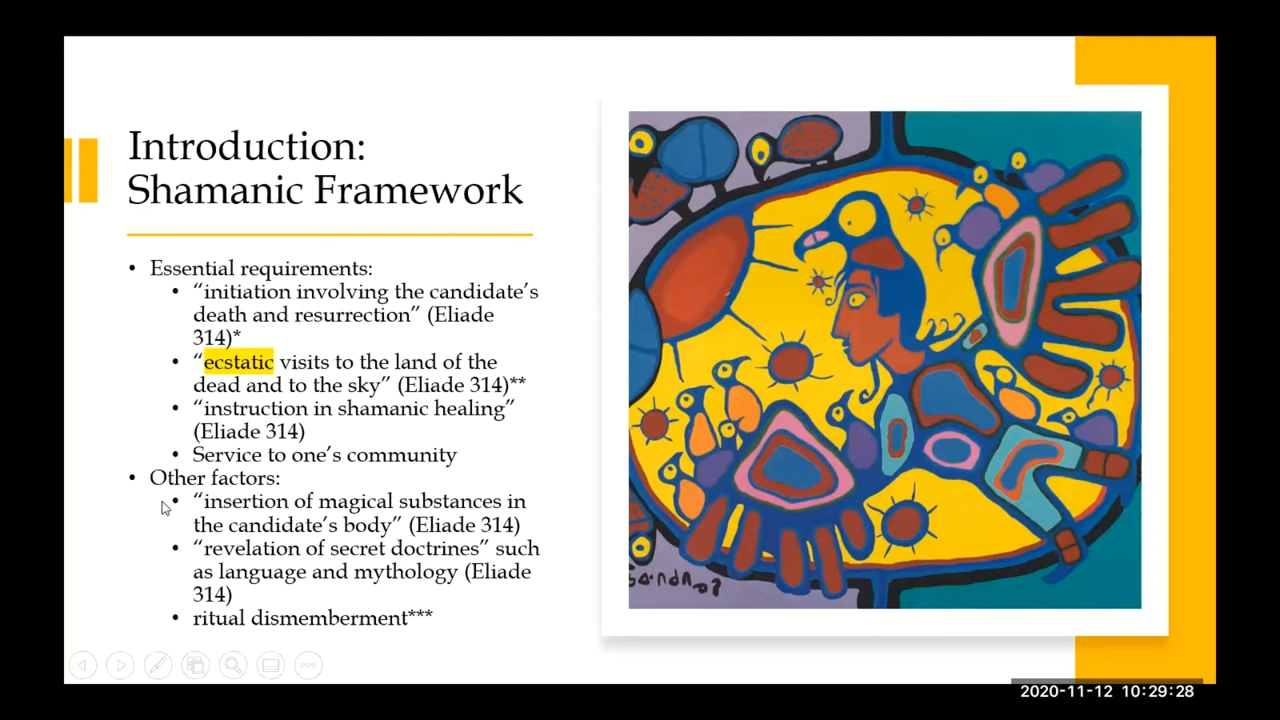 Introduction:
Shamanic Framework
• Essential requirements:
• “initiation involving the candidate’s
death and resurrection” (Eliade
314)*
• “ecstatic visits to the land of the
dead and to the sky” (Eliade 314)**
• “instruction in shamanic healing”
(Eliade 314)
• Service to one’s community
• Other factors:
• “insertion of magical substances in
the candidate’s body” (Eliade 314)
• “revelation of secret doctrines” such
as language and mythology (Eliade
314)
• ritual dismemberment***
2020-11-12 10:29:28